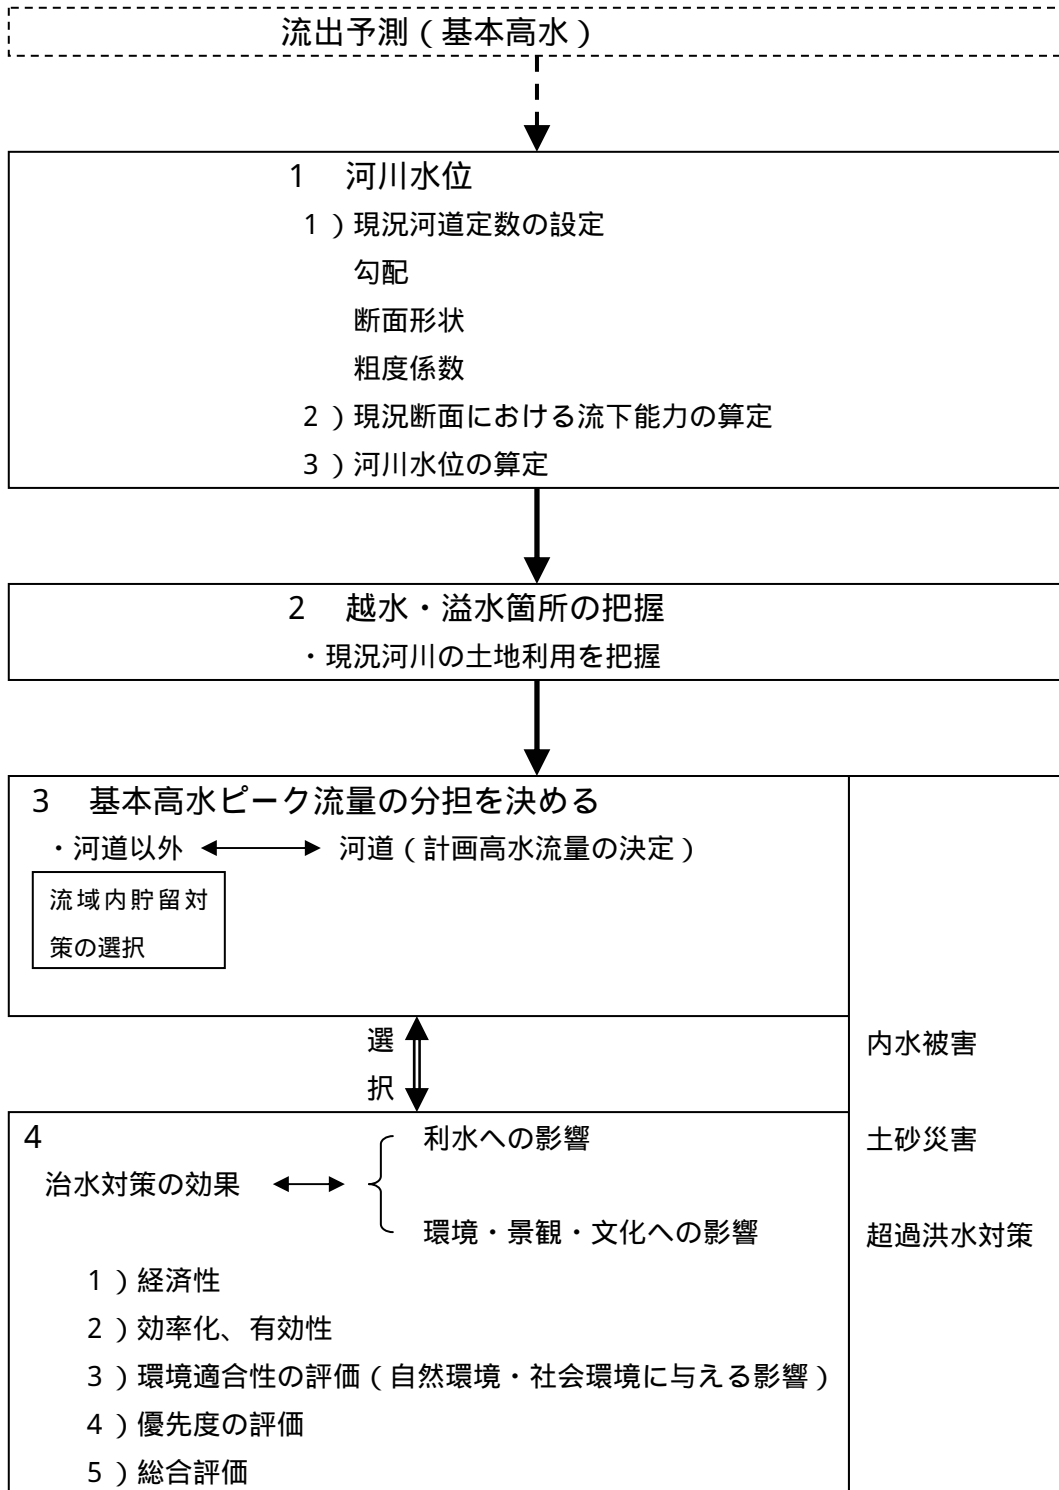 流出予測（基本高水）
1　河川水位
1）現況河道定数の設定
勾配
断面形状
粗度係数
2）現況断面における流下能力の算定
3）河川水位の算定
2　越水・溢水箇所の把握
・現況河川の土地利用を把握
3　基本高水ピーク流量の分担を決める
・河道以外　河道（計画高水流量の決定）
流域内貯留対
策の選択
選
択
内水被害
土砂災害
超過洪水対策
4
治水対策の効果
利水への影響
環境・景観・文化への影響
1）経済性
2）効率化、有効性
3）環境適合性の評価（自然環境・社会環境に与える影響）
4）優先度の評価
5）総合評価